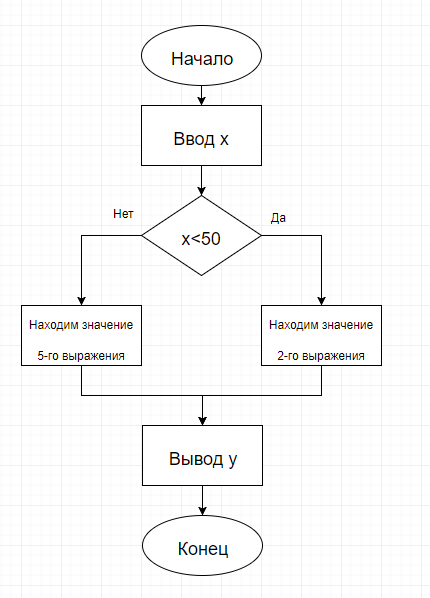 Начало
Ввод x
Нет
Да
x<50
Находим значение
5-го выражения
Находим значение
2-го выражения
Вывод y
Конец